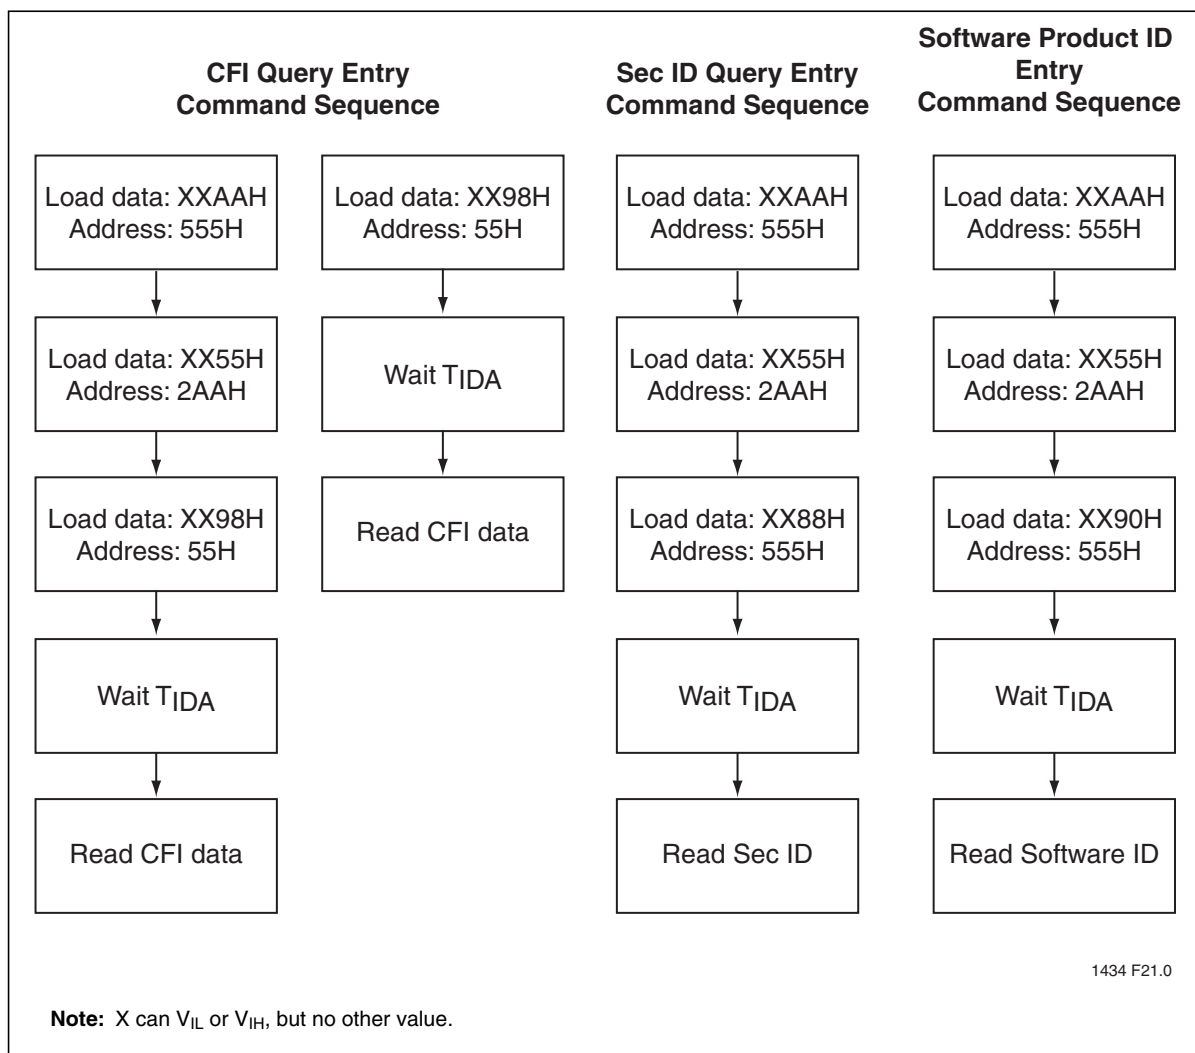 CFI Query Entry
Command Sequence
Sec ID Query Entry
Command Sequence
Software Product ID
Entry
Command Sequence
Load data: XXAAH
Address: 555H
Load data: XX55H
Address: 2AAH
Load data: XX98H
Address: 55H
Wait TIDA
Read CFI data
Load data: XX98H
Address: 55H
Wait TIDA
Read CFI data
Load data: XXAAH
Address: 555H
Load data: XX55H
Address: 2AAH
Load data: XX88H
Address: 555H
Wait TIDA
Read Sec ID
Load data: XXAAH
Address: 555H
Load data: XX55H
Address: 2AAH
Load data: XX90H
Address: 555H
Wait TIDA
Read Software ID
1434 F21.0
Note: X can VIL or VIH, but no other value.